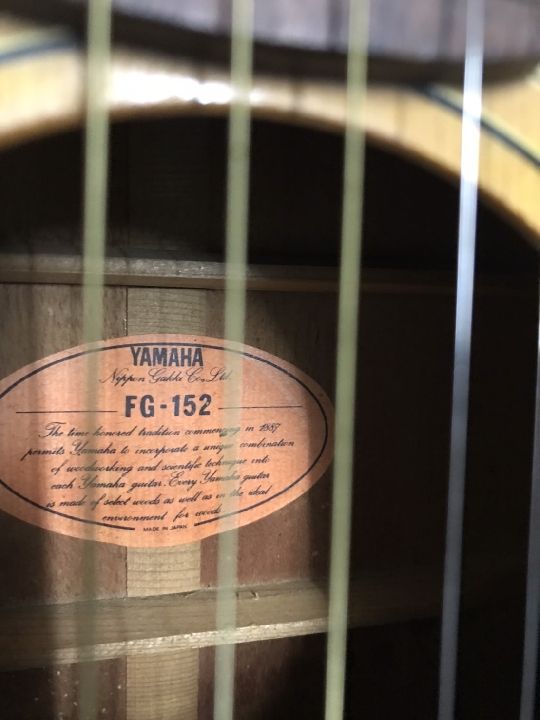 YAMAHA
Nippon Gakki Co., Ltd.
FG-152
The time honored tradition commencing in 1887
permits Yamaha to incorporate a unique combination
of woodworking and scientific technique into
each Yamaha guitar. Every Yamaha guitar
is made of select woods as well as in the ideal
environment for woods
MADE IN JAPAN